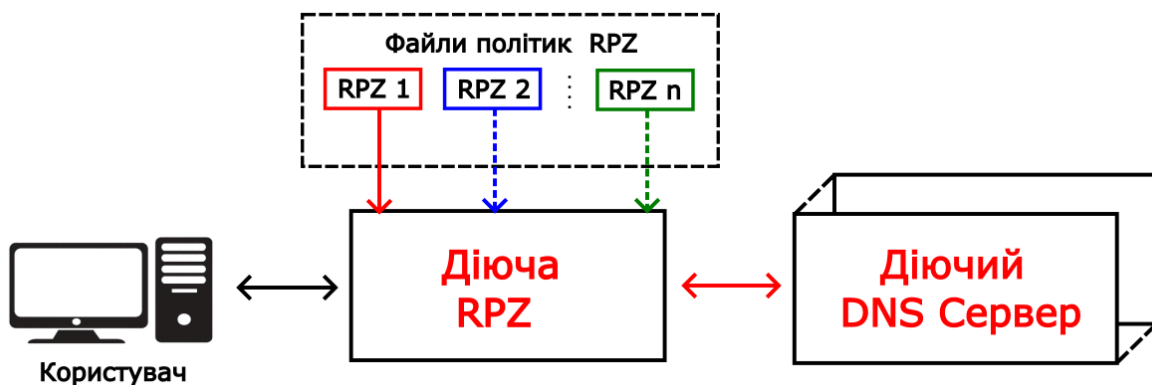 Файли політик RPZ
RPZ 1 RPZ 2 RPZ n
Діюча
RPZ
Діючий
DNS Сервер
Користувач